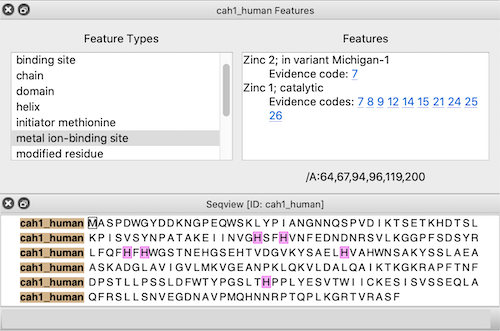 cah1_human Features
Feature Types
binding site
chain
domain
helix
initiator methionine
metal ion-binding site
modified residue
Features
Zinc 2; in variant Michigan-1
Evidence code: 7
Zinc 1; catalytic
Evidence codes: 7 8 9 12 14 15 21 24 25
26
/A:64,67,94,96,119,200
Seqview [ID: cah1_human]
cah1_human MASPDWGYDDKNGPEQWSKLYPIANGNNQSPVDIKTSETKHDTSL
cah1_human KPISVSYNPATAKEIINVGHSFHVNFEDNDNRSVLKGGPFSDSYR
cah1_human LFQFHFHWGSTNEHGSEHTVDGVKYSAELHVAHWNSAKYSSLAEA
cah1_human ASKADGLAVIGVLMKVGEANPKLQKVLDALQAIKTKGKRAPFTNF
cah1_human DPSTLLPSSLDFWTYPGSLTHPPLYESVTWIICKESISVSSEQLA
cah1_human QFRSLLSNVEGDNAVPMQHNNRPTQPLKGRTVRASF